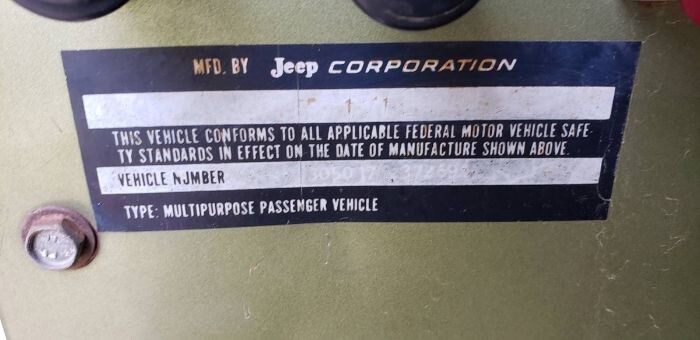 MFD. BY Jeep CORPORATION
THIS VEHICLE CONFORMS TO ALL APPLICABLE FEDERAL MOTOR VEHICLE SAFE-
TY STANDARDS IN EFFECT ON THE DATE OF MANUFACTURE SHOWN ABOVE.
VEHICLE NUMBER
TYPE: MULTIPURPOSE PASSENGER VEHICLE